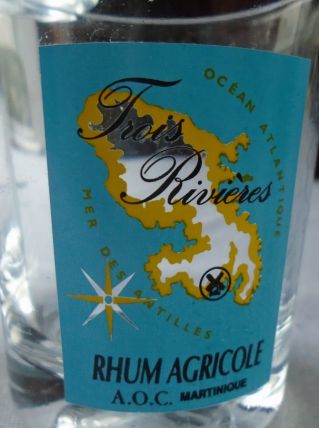 OCÉAN ATLANTIQUE
Trois
Rivières
MER DES ANTILLES
RHUM AGRICOLE
A.O.C. MARTINIQUE